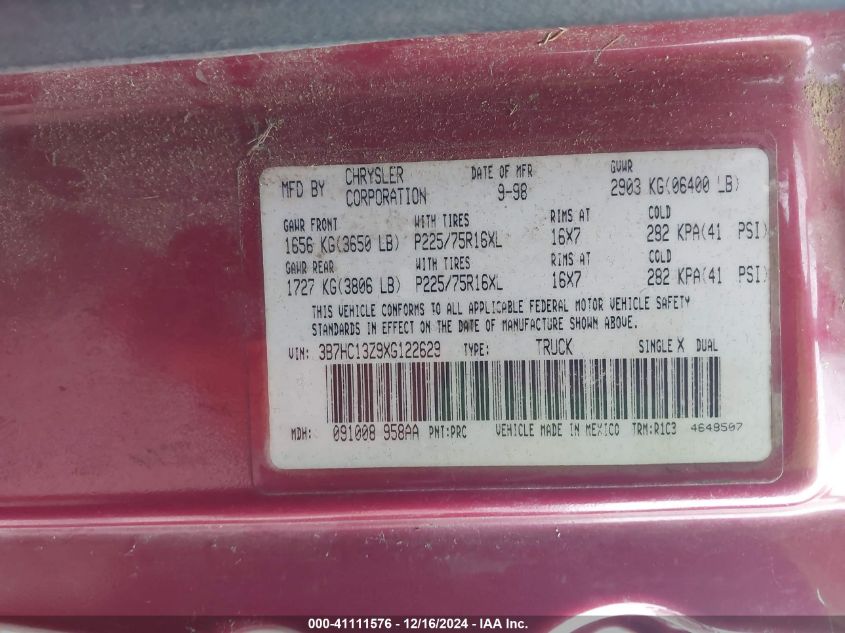 MFD BY CHRYSLER CORPORATION DATE OF MFR 9-98 GVWR 2903 KG(06400 LB)
GAWR FRONT WITH TIRES RIMS AT COLD
1656 KG(3650 LB) P225/75R16XL 16X7 282 KPA(41 PSI)
GAWR REAR WITH TIRES RIMS AT COLD
1727 KG(3806 LB) P225/75R16XL 16X7 282 KPA(41 PSI)
THIS VEHICLE CONFORMS TO ALL APPLICABLE FEDERAL MOTOR VEHICLE SAFETY
STANDARDS IN EFFECT ON THE DATE OF MANUFACTURE SHOWN ABOVE.
VIN: 3B7HC13Z9XG122629 TYPE: TRUCK SINGLE X DUAL
MDH: 091008 958AA PNT:PRC VEHICLE MADE IN MEXICO TRM:R1C3 4648507
000-41111576 - 12/16/2024 - IAA Inc.